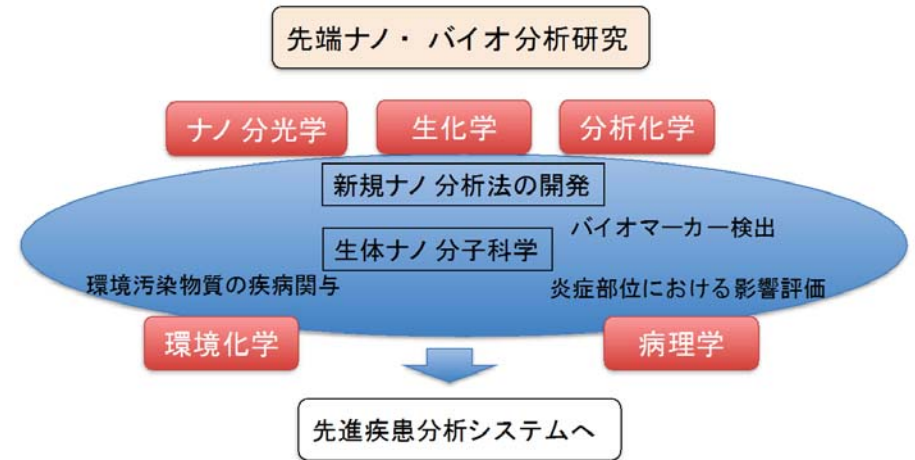 先端ナノ・バイオ分析研究
ナノ分光学
生化学
分析化学
新規ナノ分析法の開発
バイオマーカー検出
生体ナノ分子科学
環境汚染物質の疾病関与
炎症部位における影響評価
環境化学
病理学
先進疾患分析システムへ